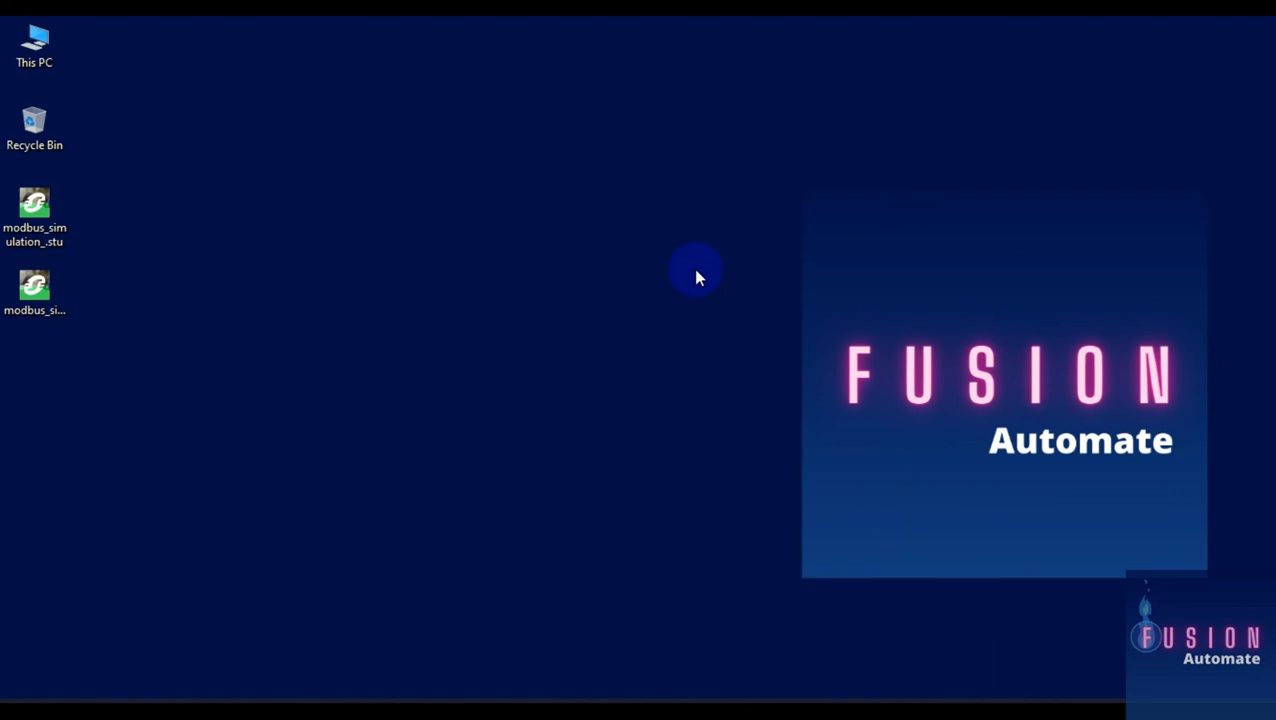 This PC
Recycle Bin
modbus_sim
ulation_.stu
modbus_si...
FUSION
Automate
FUSION
Automate